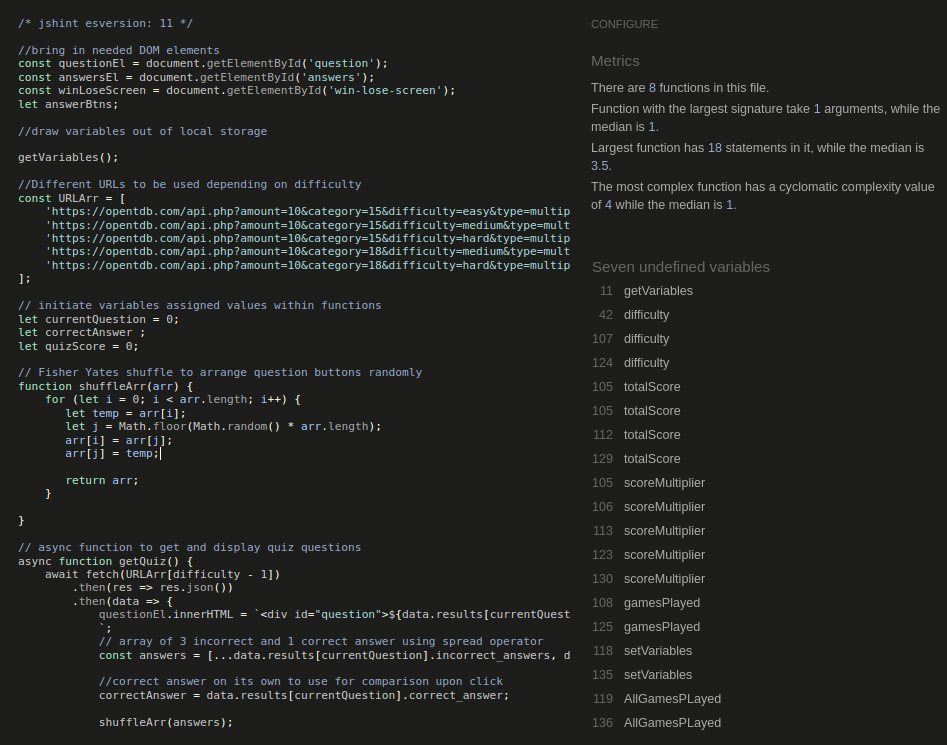 /* jshint esversion: 11 */
//bring in needed DOM elements
const questionEl = document.getElementById('question');
const answersEl = document.getElementById('answers');
const winLoseScreen = document.getElementById('win-lose-screen');
let answerBtns;
//draw variables out of local storage
getVariables();
//Different URLs to be used depending on difficulty
const URLArr = [
    'https://opentdb.com/api.php?amount=10&category=15&difficulty=easy&type=multip
    'https://opentdb.com/api.php?amount=10&category=15&difficulty=medium&type=mult
    'https://opentdb.com/api.php?amount=10&category=15&difficulty=hard&type=multip
    'https://opentdb.com/api.php?amount=10&category=18&difficulty=medium&type=mult
    'https://opentdb.com/api.php?amount=10&category=18&difficulty=hard&type=multip
];
// initiate variables assigned values within functions
let currentQuestion = 0;
let correctAnswer ;
let quizScore = 0;
// Fisher Yates shuffle to arrange question buttons randomly
function shuffleArr(arr) {
    for (let i = 0; i < arr.length; i++) {
       let temp = arr[i];
       let j = Math.floor(Math.random() * arr.length);
       arr[i] = arr[j];
       arr[j] = temp;
       return arr;
    }
}
// async function to get and display quiz questions
async function getQuiz() {
    await fetch(URLArr[difficulty - 1])
        .then(res => res.json())
        .then(data => {
            questionEl.innerHTML = `<div id="question">${data.results[currentQuest
            `;
            // array of 3 incorrect and 1 correct answer using spread operator
            const answers = [...data.results[currentQuestion].incorrect_answers, d
            //correct answer on its own to use for comparison upon click
            correctAnswer = data.results[currentQuestion].correct_answer;
            shuffleArr(answers);
CONFIGURE
Metrics
There are 8 functions in this file.
Function with the largest signature take 1 arguments, while the
median is 1.
Largest function has 18 statements in it, while the median is
3.5.
The most complex function has a cyclomatic complexity value
of 4 while the median is 1.
Seven undefined variables
11 getVariables
42 difficulty
107 difficulty
124 difficulty
105 totalScore
105 totalScore
112 totalScore
129 totalScore
105 scoreMultiplier
106 scoreMultiplier
113 scoreMultiplier
123 scoreMultiplier
130 scoreMultiplier
108 gamesPlayed
125 gamesPlayed
118 setVariables
135 setVariables
119 AllGamesPLayed
136 AllGamesPLayed